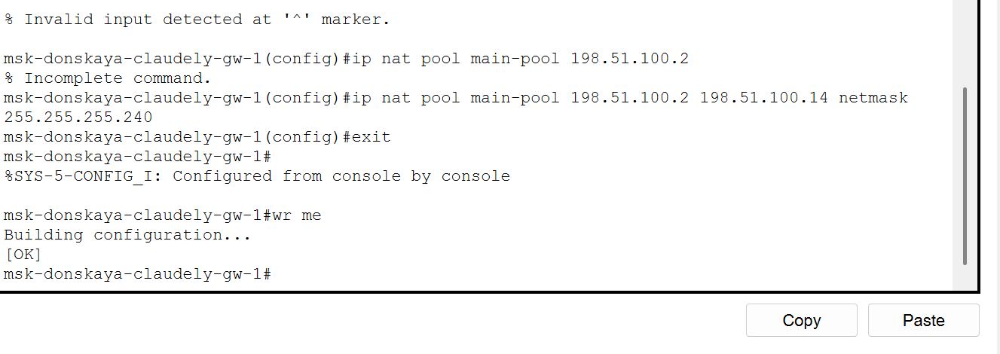 % Invalid input detected at '^' marker.
msk-donskaya-claudely-gw-1(config)#ip nat pool main-pool 198.51.100.2
% Incomplete command.
msk-donskaya-claudely-gw-1(config)#ip nat pool main-pool 198.51.100.2 198.51.100.14 netmask
255.255.255.240
msk-donskaya-claudely-gw-1(config)#exit
msk-donskaya-claudely-gw-1#
%SYS-5-CONFIG_I: Configured from console by console
msk-donskaya-claudely-gw-1#wr me
Building configuration...
[OK]
msk-donskaya-claudely-gw-1#
Copy
Paste